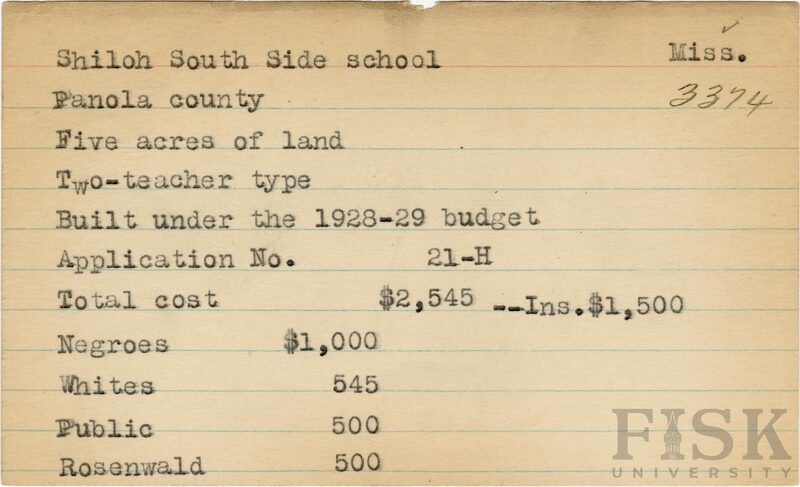 Shiloh South Side school Miss.
Panola county 3374
Five acres of land
Two-teacher type
Built under the 1928-29 budget
Application No. 21-H
Total cost $2,545 --Ins.$1,500
Negroes $1,000
Whites 545
Public 500
Rosenwald 500
FISK
UNIVERSITY